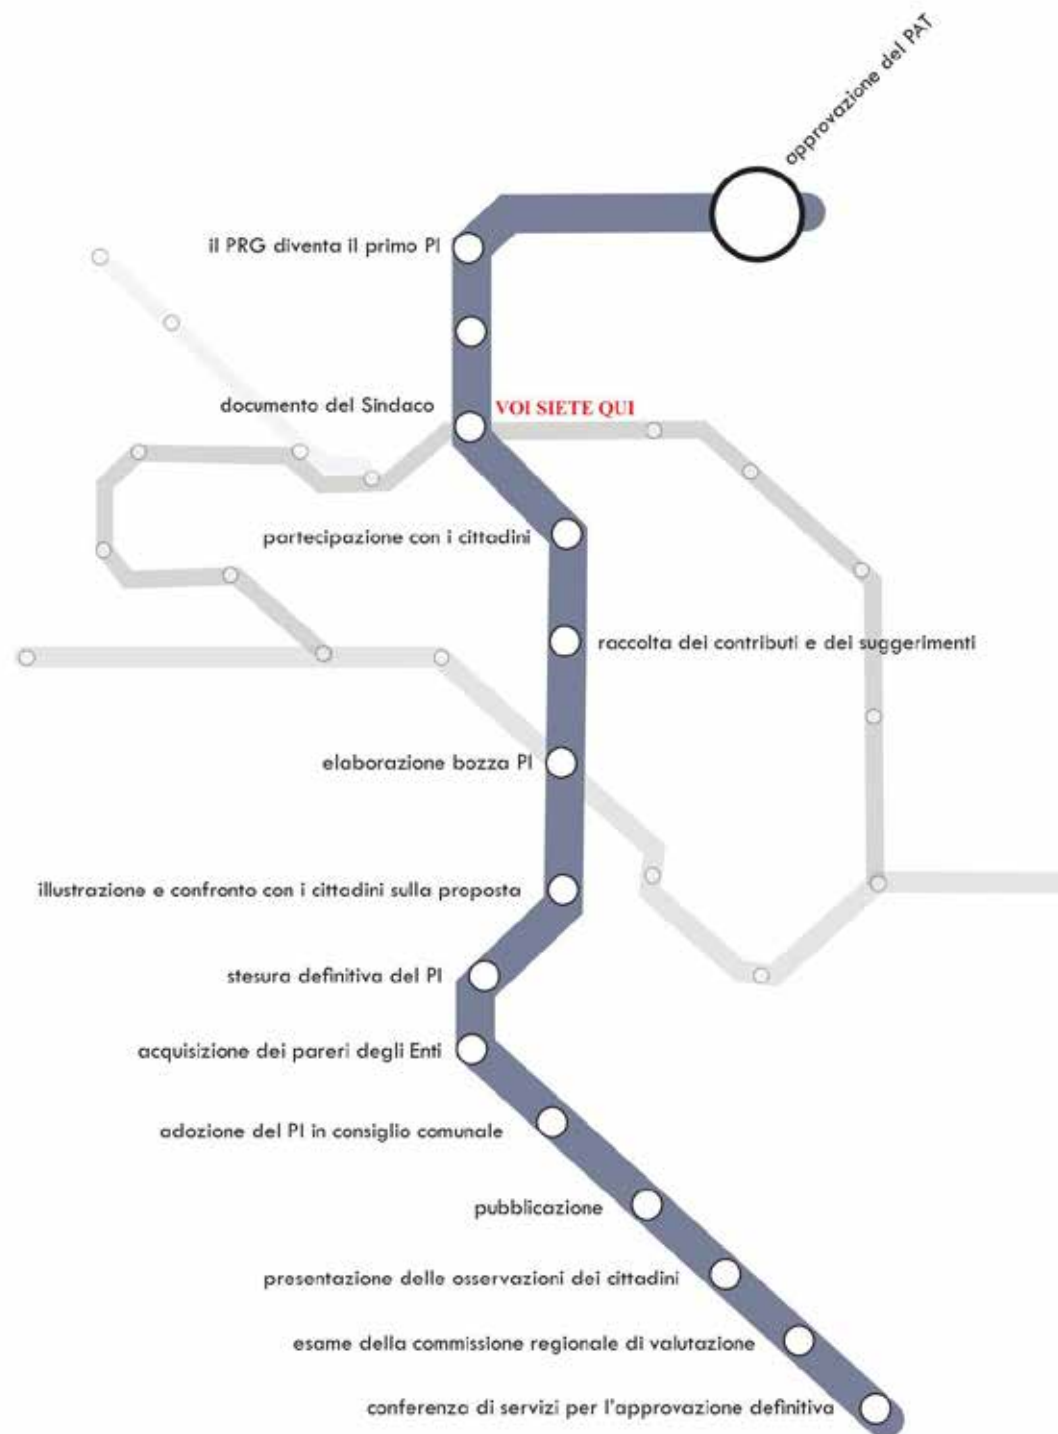 approvazione del PAT
il PRG diventa il primo PI
documento del Sindaco
VOI SIETE QUI
partecipazione con i cittadini
raccolta dei contributi e dei suggerimenti
elaborazione bozza PI
illustrazione e confronto con i cittadini sulla proposta
stesura definitiva del PI
acquisizione dei pareri degli Enti
adozione del PI in consiglio comunale
pubblicazione
presentazione delle osservazioni dei cittadini
esame della commissione regionale di valutazione
conferenza di servizi per l'approvazione definitiva